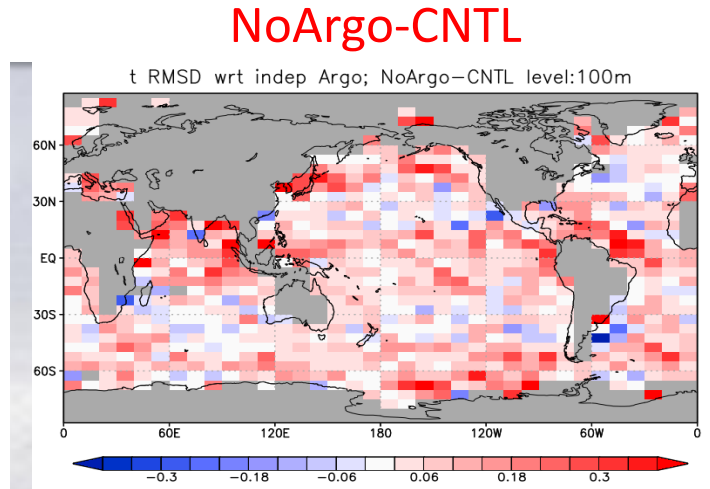 NoArgo-CNTL
t RMSD wrt indep Argo; NoArgo-CNTL level:100m
60N
30N
EQ
30S
60S
0 60E 120E 180 120W 60W 0
-0.3 -0.18 -0.06 0.06 0.18 0.3